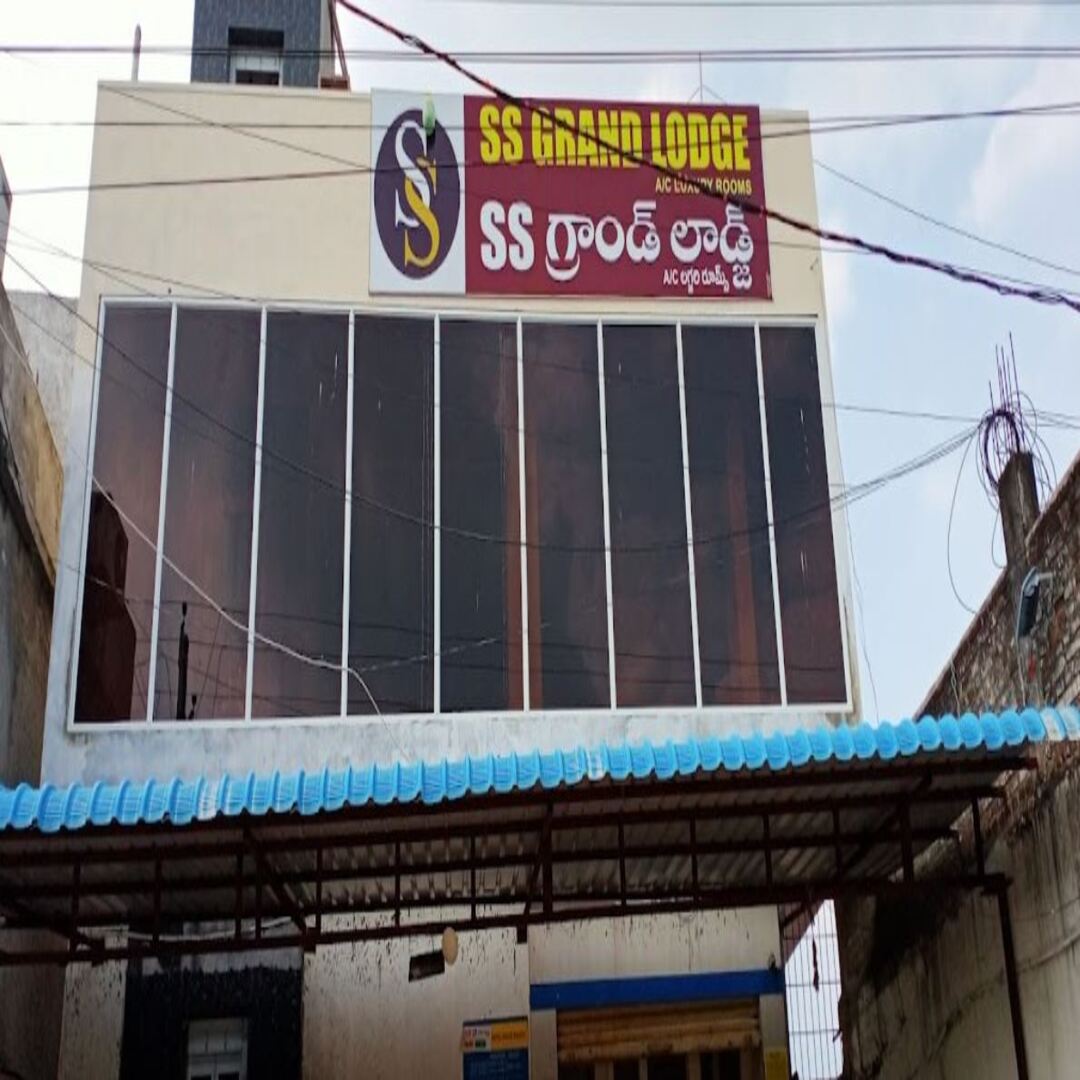 SS
SS GRAND LODGE
A/C LUXURY ROOMS
SS గ్రాండ్ లాడ్జ్
A/C లగ్జరి రూమ్స్